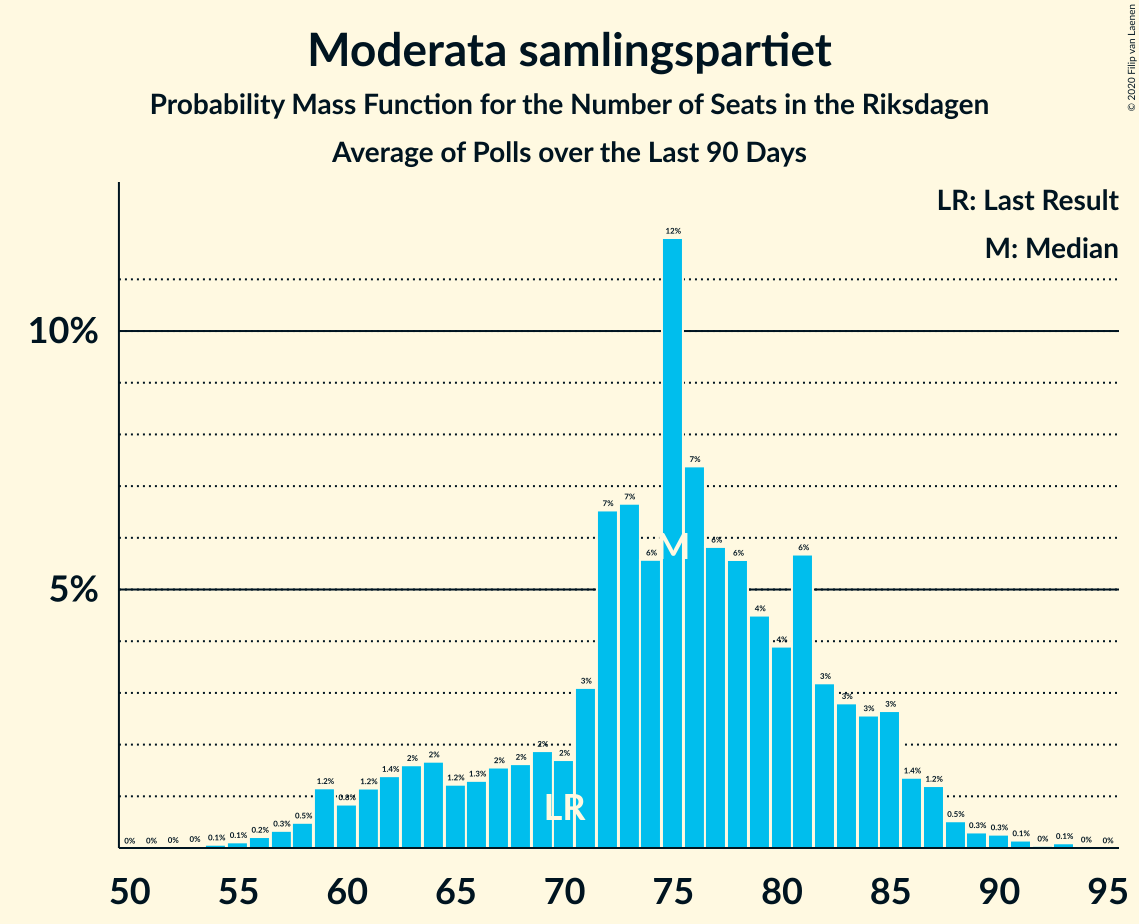 Moderata samlingspartiet
Probability Mass Function for the Number of Seats in the Riksdagen
Average of Polls over the Last 90 Days
© 2020 Filip van Laenen
LR: Last Result
M: Median
10%
5%
0% 0% 0% 0% 0.1% 0.1% 0.2% 0.3% 0.5% 1.2% 0.8% 1.2% 1.4% 2% 2% 1.2% 1.3% 2% 2% 2% 2% 3% 7% 7% 6% 12% 7% 6% 6% 4% 4% 6% 3% 3% 3% 3% 1.4% 1.2% 0.5% 0.3% 0.3% 0.1% 0% 0.1% 0% 0%
M
LR
50 55 60 65 70 75 80 85 90 95